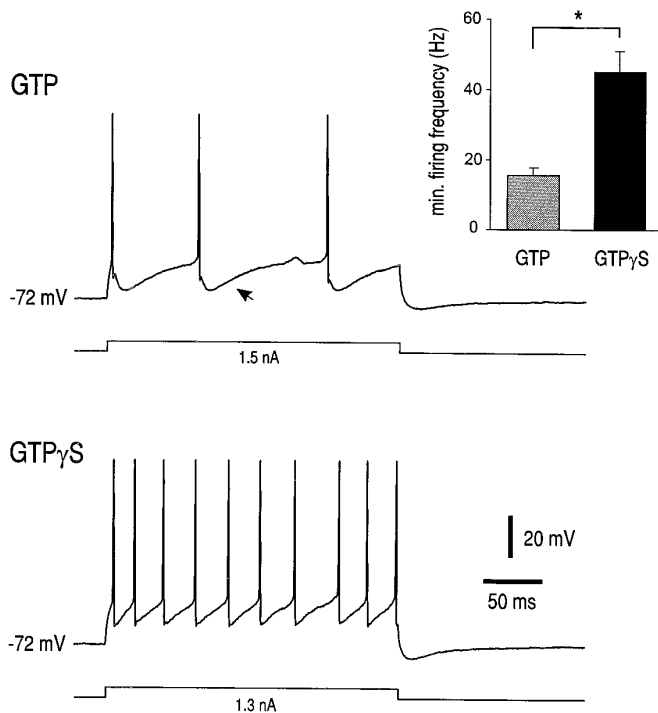 GTP
-72 mV
1.5 nA
min. firing frequency (Hz)
60
40
20
0
*
GTP
GTPγS
GTPγS
-72 mV
1.3 nA
20 mV
50 ms